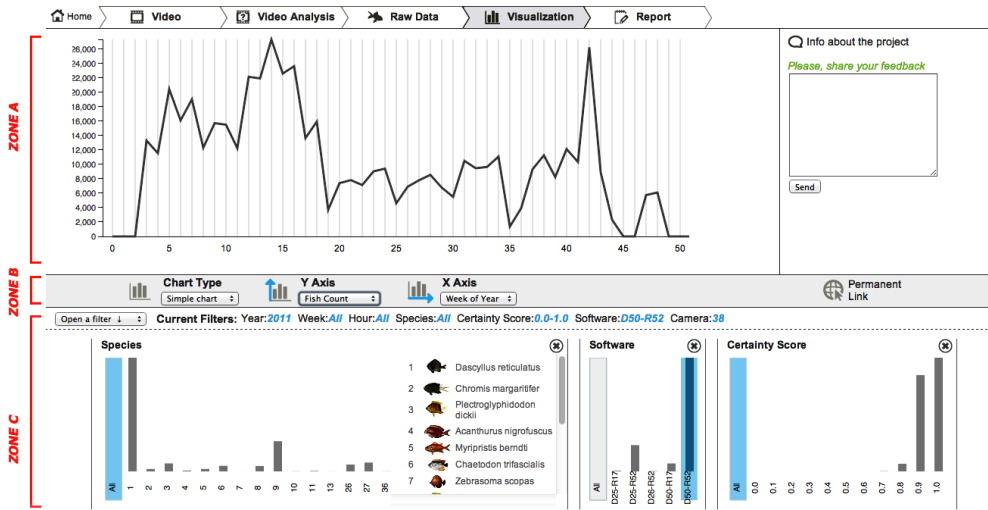 Home
Video
Video Analysis
Raw Data
Visualization
Report
ZONE A
26,000
24,000
22,000
20,000
18,000
16,000
14,000
12,000
10,000
8,000
6,000
4,000
2,000
0
0 5 10 15 20 25 30 35 40 45 50
Info about the project
Please, share your feedback
Send
ZONE B
Chart Type
Simple chart
Y Axis
Fish Count
X Axis
Week of Year
Permanent
Link
ZONE C
Open a filter ↓
Current Filters: Year:2011 Week:All Hour:All Species:All Certainty Score:0.0-1.0 Software:D50-R52 Camera:38
Species
All 1 2 3 4 5 6 7 8 9 10 11 13 26 27 36
1 Dascyllus reticulatus
2 Chromis margaritifer
3 Plectroglyphidodon
dickii
4 Acanthurus nigrofuscus
5 Myripristis berndti
6 Chaetodon trifascialis
7 Zebrasoma scopas
Software
All D25-R17 D25-R52 D26-R52 D50-R17 D50-R52
Certainty Score
All 0.0 0.1 0.2 0.3 0.4 0.5 0.6 0.7 0.8 0.9 1.0